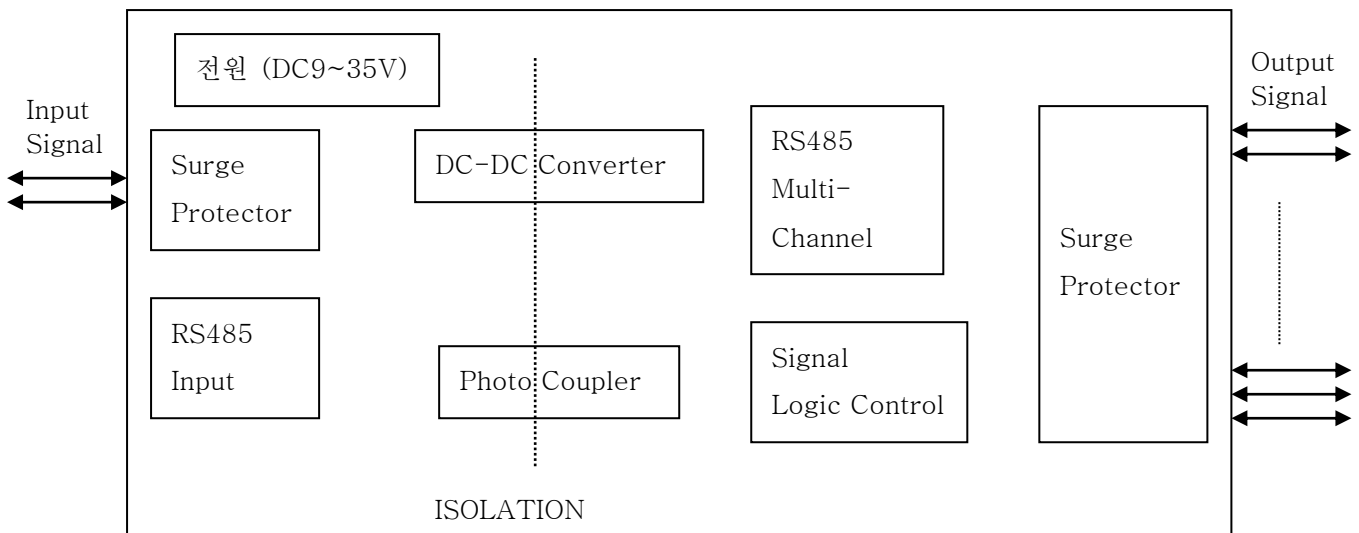 전원 (DC9~35V)
Input
Signal
Surge
Protector
RS485
Input
DC-DC Converter
Photo Coupler
ISOLATION
RS485
Multi-
Channel
Signal
Logic Control
Surge
Protector
Output
Signal